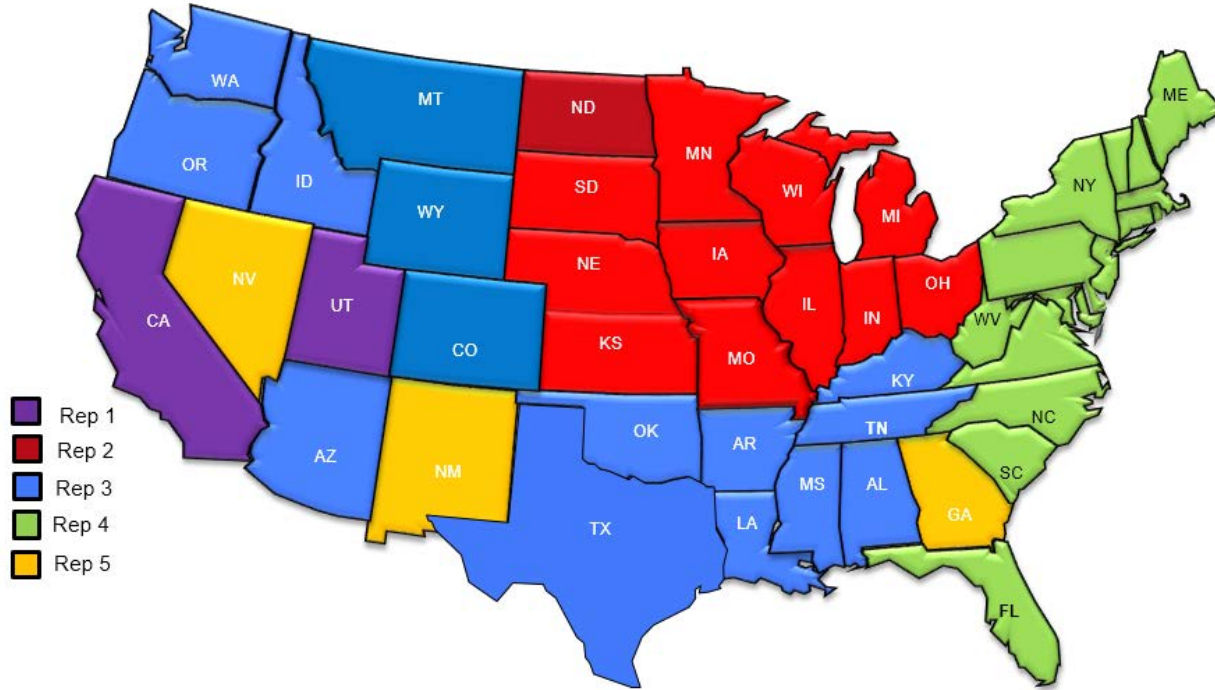 WA
MT
ND
ME
OR
ID
MN
NY
SD
WI
WY
MI
NV
NE
IA
OH
UT
IL
IN
CA
WV
CO
KS
MO
KY
Rep 1
NC
Rep 2
OK
AR
TN
AZ
NM
SC
Rep 3
MS
AL
GA
Rep 4
TX
LA
Rep 5
FL